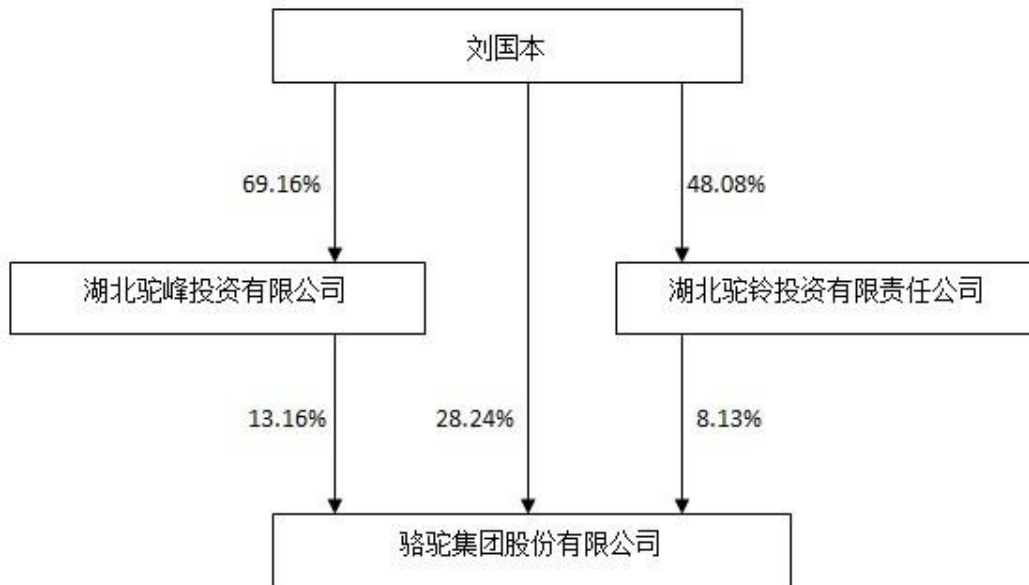 刘国本
69.16%
48.08%
湖北驼峰投资有限公司
湖北驼铃投资有限责任公司
13.16%
28.24%
8.13%
骆驼集团股份有限公司